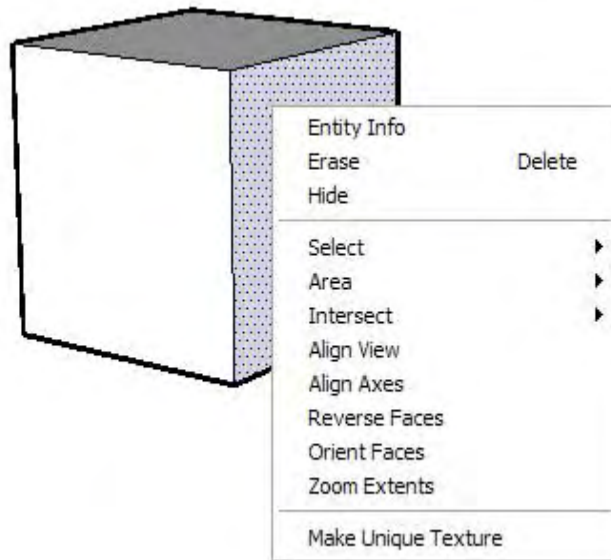 Entity Info
Erase Delete
Hide
Select
Area
Intersect
Align View
Align Axes
Reverse Faces
Orient Faces
Zoom Extents
Make Unique Texture